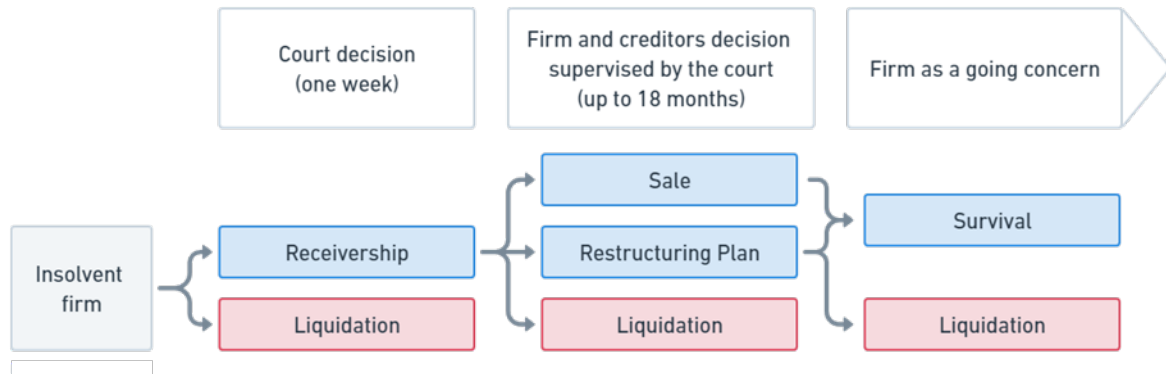 Court decision
(one week)
Firm and creditors decision
supervised by the court
(up to 18 months)
Firm as a going concern
Sale
Survival
Receivership
Restructuring Plan
Insolvent
firm
Liquidation
Liquidation
Liquidation